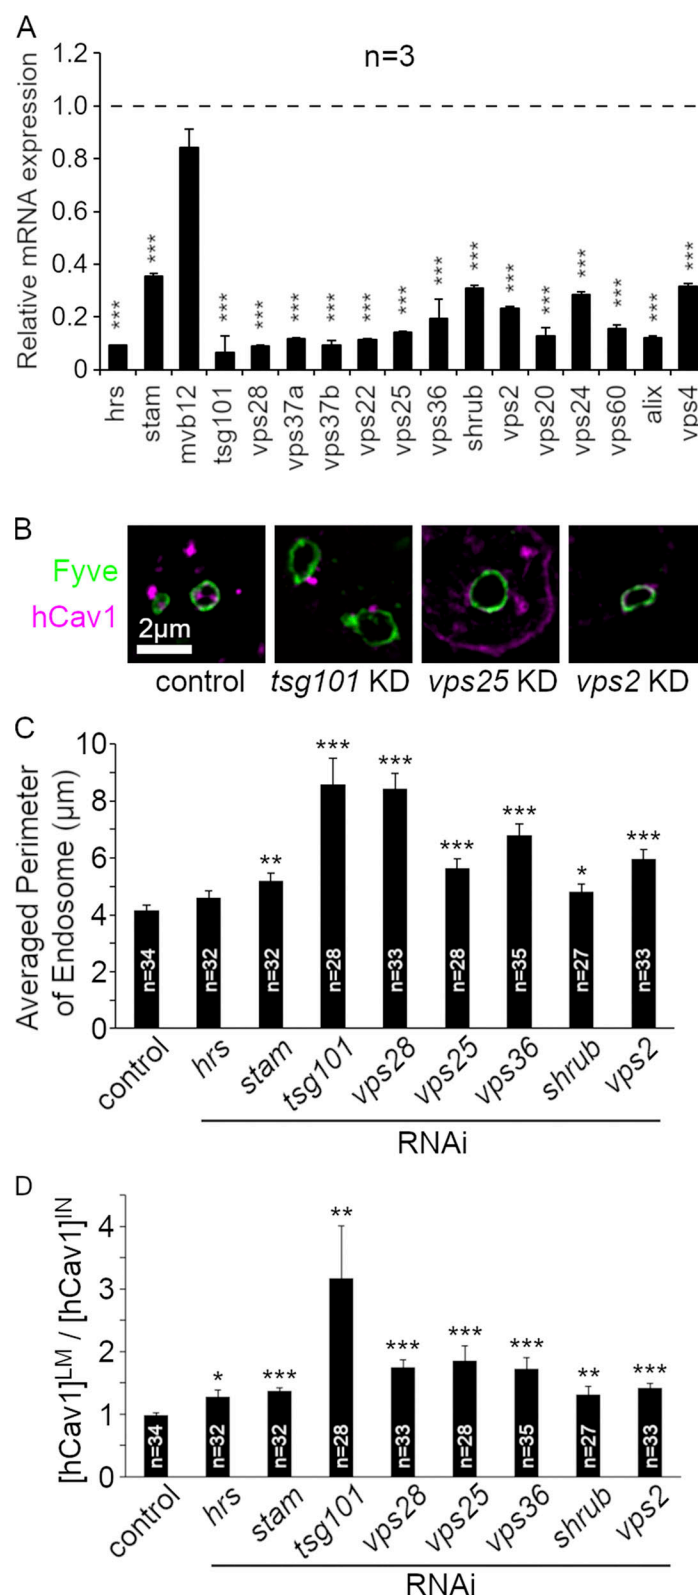 A
n=3
Relative mRNA expression
1.2
1.0
0.8
0.6
0.4
0.2
0
*** *** *** *** *** *** *** *** *** *** *** *** *** *** *** ***
hrs stam mvb12 tsg101 vps28 vps37a vps37b vps22 vps25 vps36 shrub vps2 vps20 vps24 vps60 alix vps4
B
Fyve
hCav1
2µm
control tsg101 KD vps25 KD vps2 KD
C
Averaged Perimeter
of Endosome (µm)
10
8
6
4
2
0
** *** *** *** *** * ***
n=34 n=32 n=32 n=28 n=33 n=28 n=35 n=27 n=33
control hrs stam tsg101 vps28 vps25 vps36 shrub vps2
RNAi
D
[hCav1]LM / [hCav1]IN
4
3
2
1
0
* *** ** *** *** *** ** ***
n=34 n=32 n=32 n=28 n=33 n=28 n=35 n=27 n=33
control hrs stam tsg101 vps28 vps25 vps36 shrub vps2
RNAi